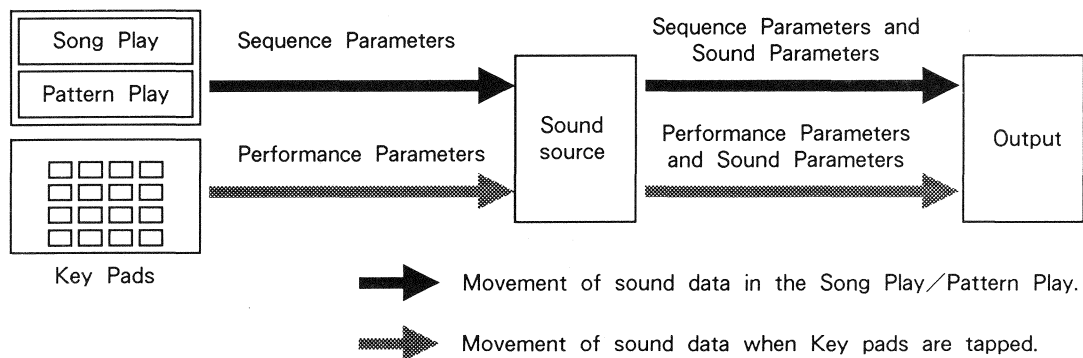 Song Play
Pattern Play
Sequence Parameters
Performance Parameters
Key Pads
Sound
source
Sequence Parameters and
Sound Parameters
Performance Parameters
and Sound Parameters
Output
Movement of sound data in the Song Play／Pattern Play.
Movement of sound data when Key pads are tapped.